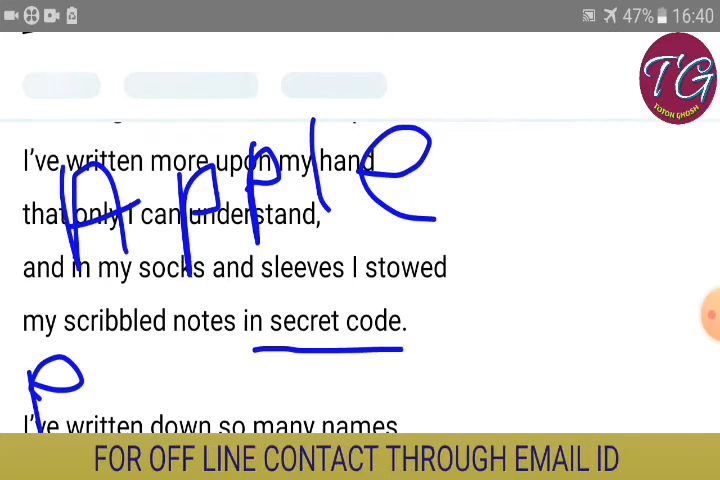 47% 16:40
TG
TOTON GHOSH
I've written more upon my hand
Apple
that only I can understand,
and in my socks and sleeves I stowed
my scribbled notes in secret code.
P
I've written down so many names
FOR OFF LINE CONTACT THROUGH EMAIL ID